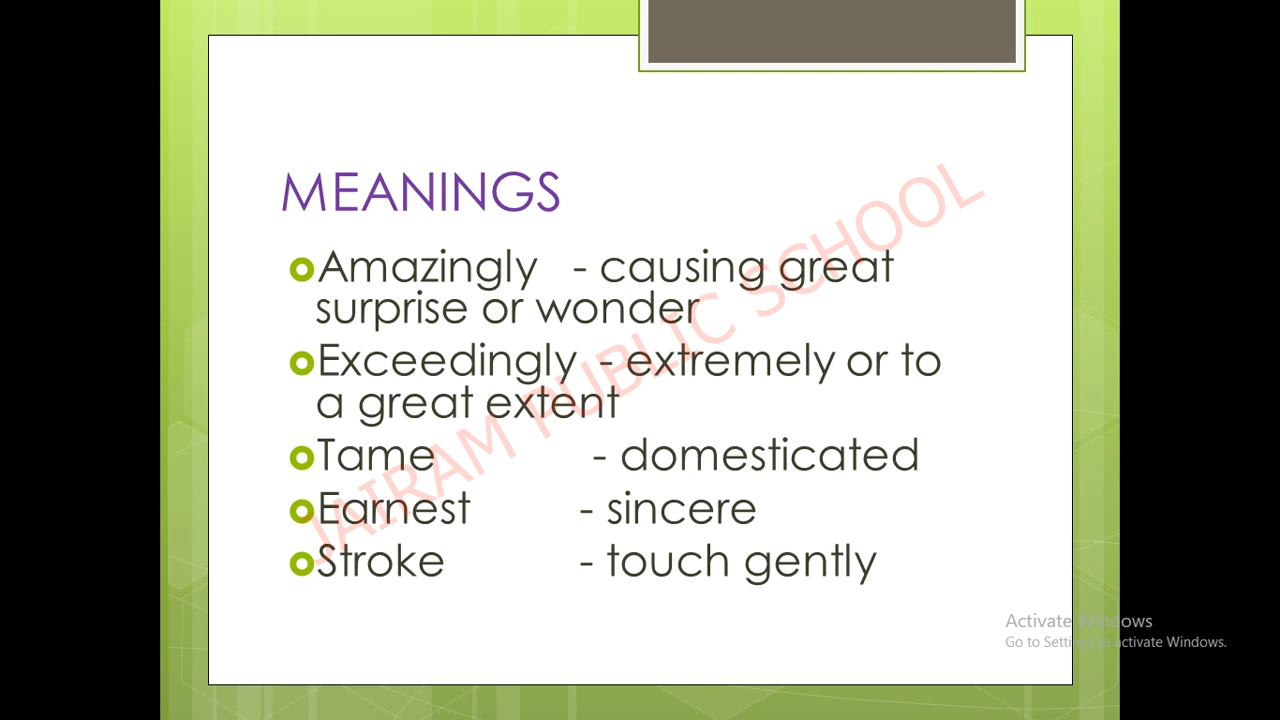 MEANINGS
Amazingly - causing great
surprise or wonder
Exceedingly - extremely or to
a great extent
Tame - domesticated
Earnest - sincere
Stroke - touch gently
JAIRAM PUBLIC SCHOOL
Activate Windows
Go to Settings to activate Windows.